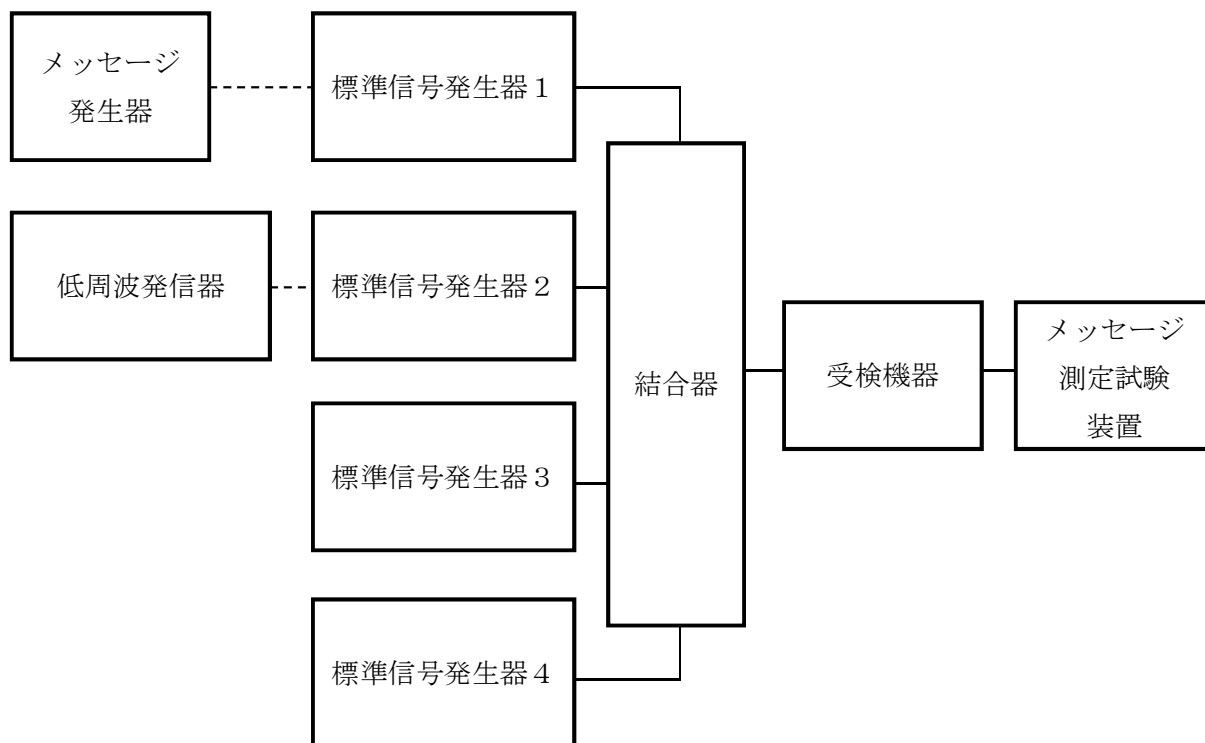 メッセージ
発生器
標準信号発生器１
低周波発信器
標準信号発生器２
標準信号発生器３
標準信号発生器４
結合器
受検機器
メッセージ
測定試験
装置